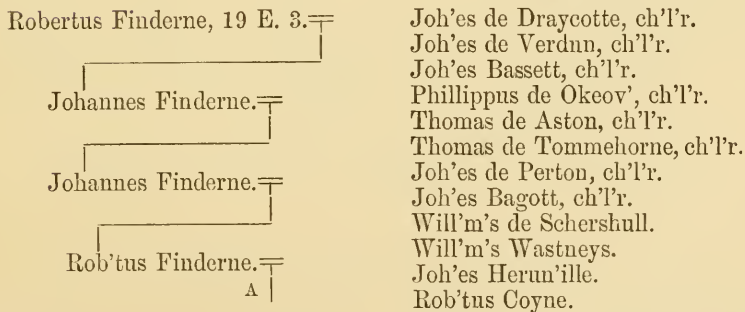 Robertus Finderne, 19 E. 3.
Johannes Finderne.
Johannes Finderne.
Rob'tus Finderne.
A
Joh'es de Draycotte, ch'l'r.
Joh'es de Verdun, ch'l'r.
Joh'es Bassett, ch'l'r.
Phillippus de Okeov', ch'l'r.
Thomas de Aston, ch'l'r.
Thomas de Tommehorne, ch'l'r.
Joh'es de Perton, ch'l'r.
Joh'es Bagott, ch'l'r.
Will'm's de Schershull.
Will'm's Wastneys.
Joh'es Herun'ille.
Rob'tus Coyne.